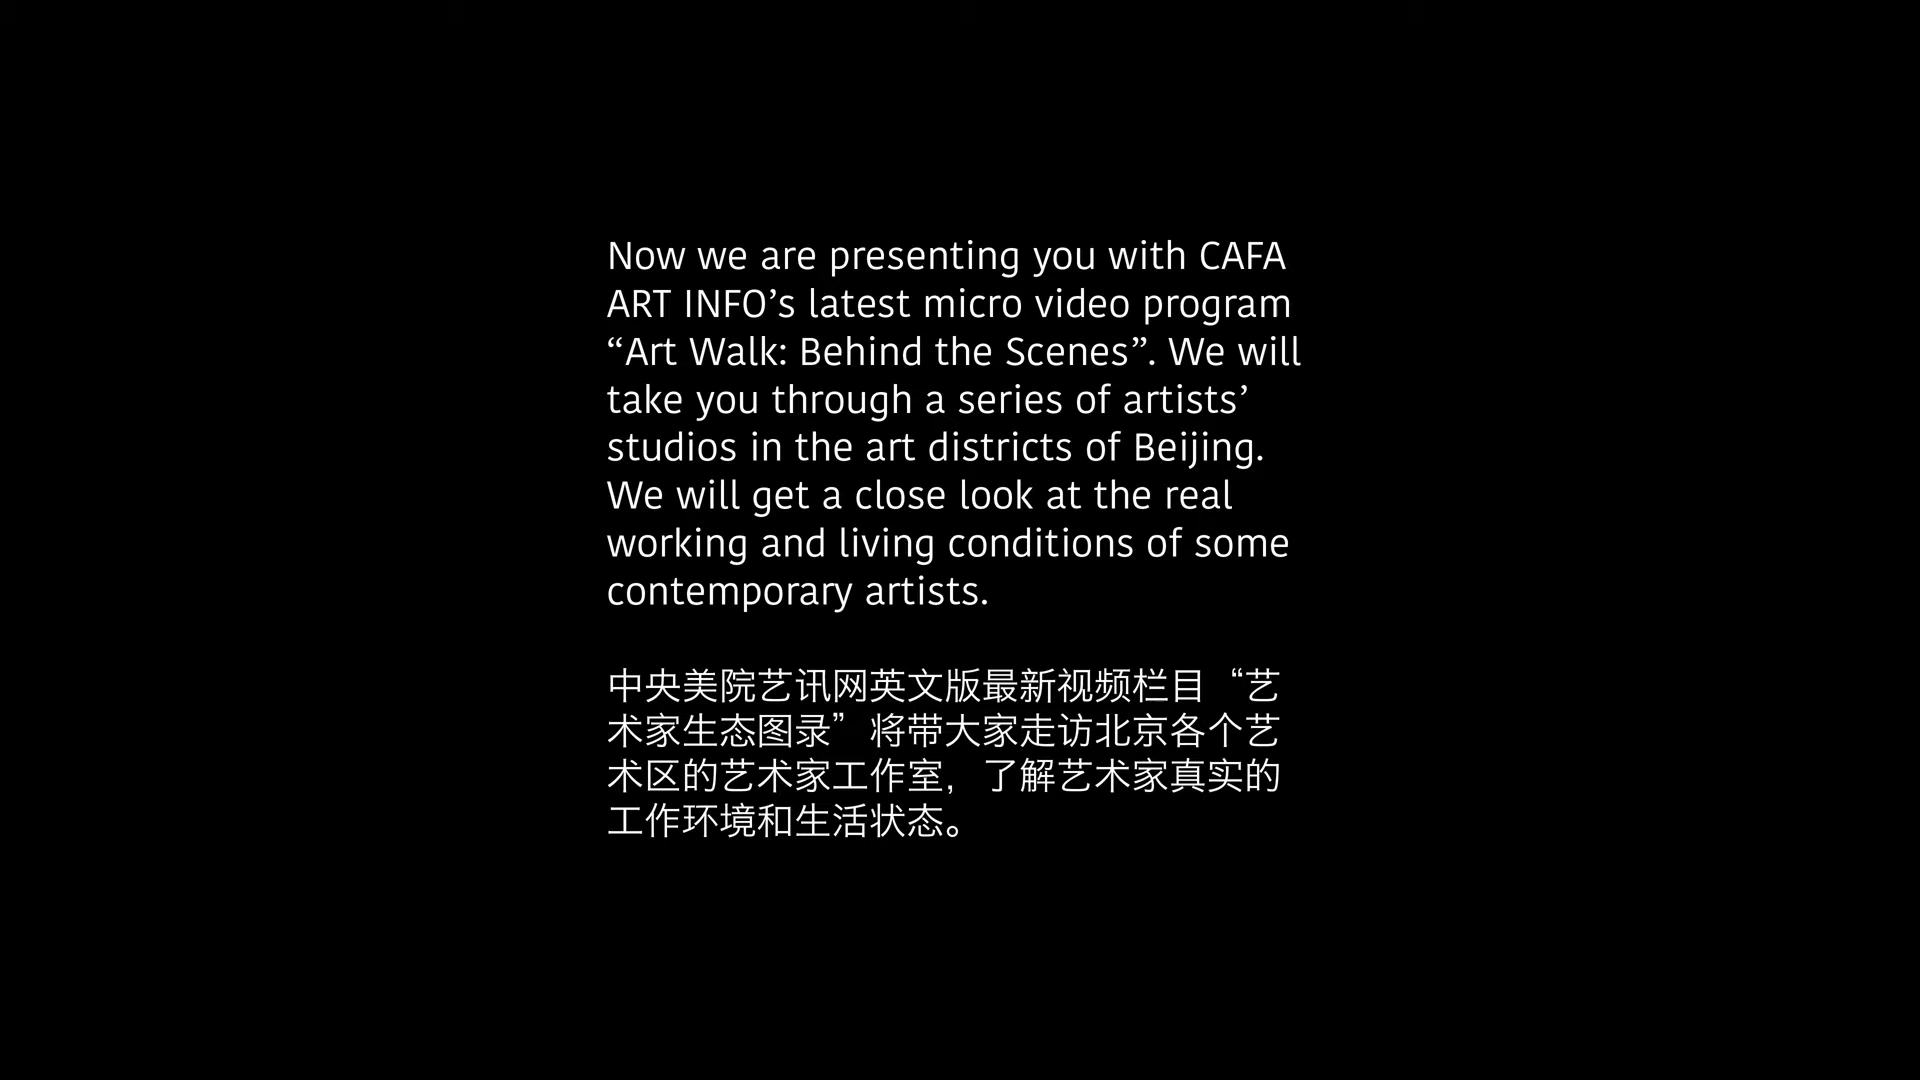 Now we are presenting you with CAFA
ART INFO’s latest micro video program
“Art Walk: Behind the Scenes”. We will
take you through a series of artists’
studios in the art districts of Beijing.
We will get a close look at the real
working and living conditions of some
contemporary artists.
中央美院艺讯网英文版最新视频栏目“艺
术家生态图录”将带大家走访北京各个艺
术区的艺术家工作室，了解艺术家真实的
工作环境和生活状态。